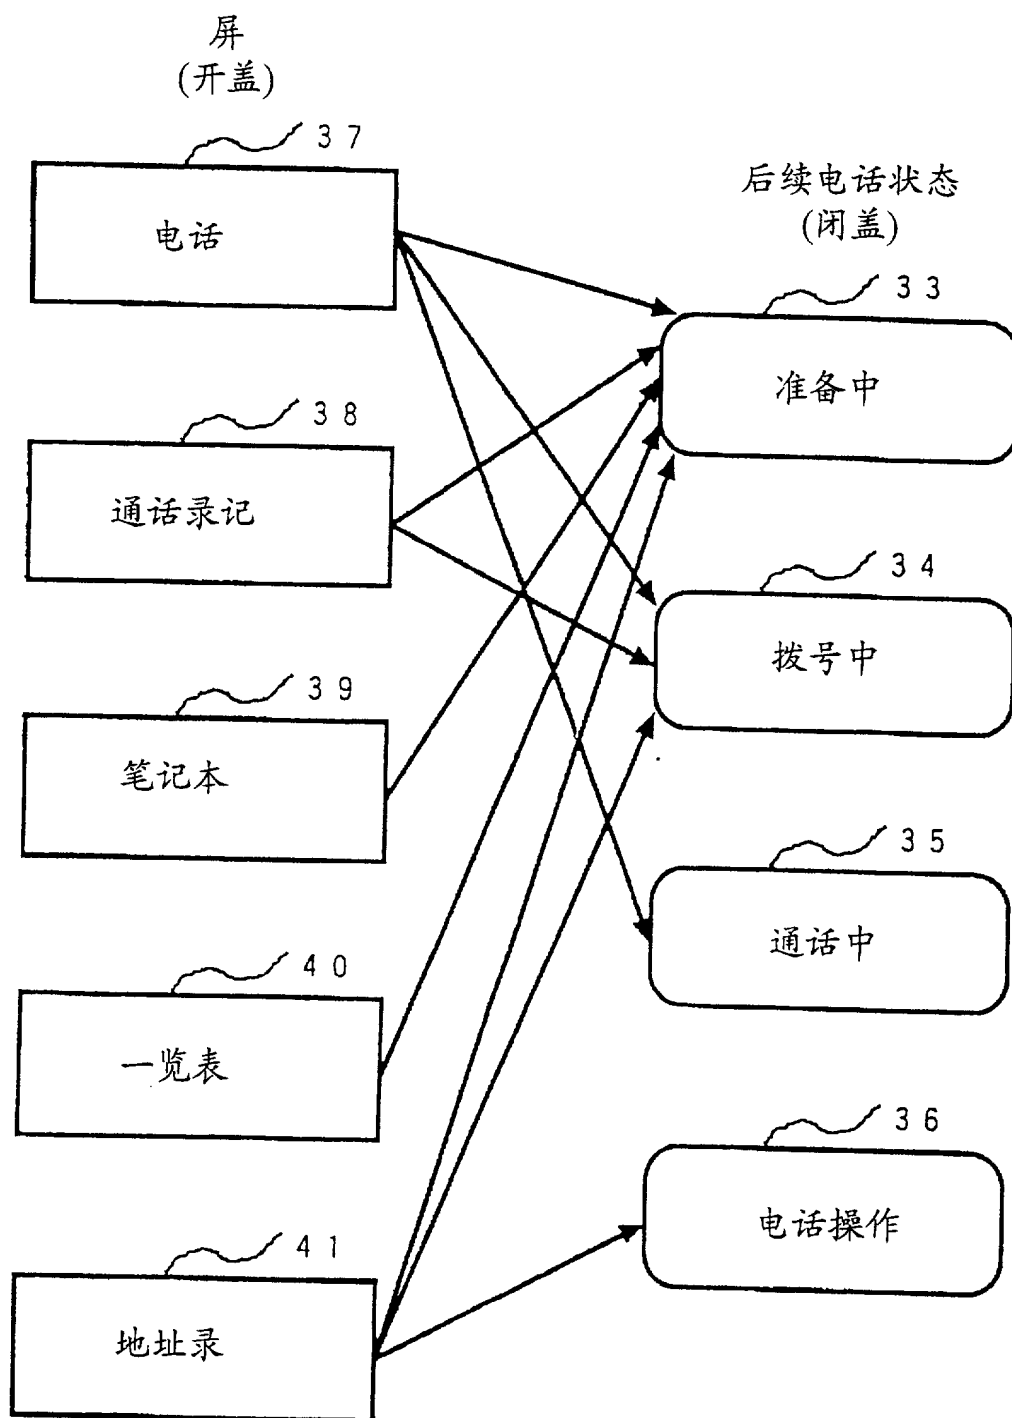 屏
(开盖)
37
电话
38
通话录记
39
笔记本
40
一览表
41
地址录
后续电话状态
(闭盖)
33
准备中
34
拨号中
35
通话中
36
电话操作